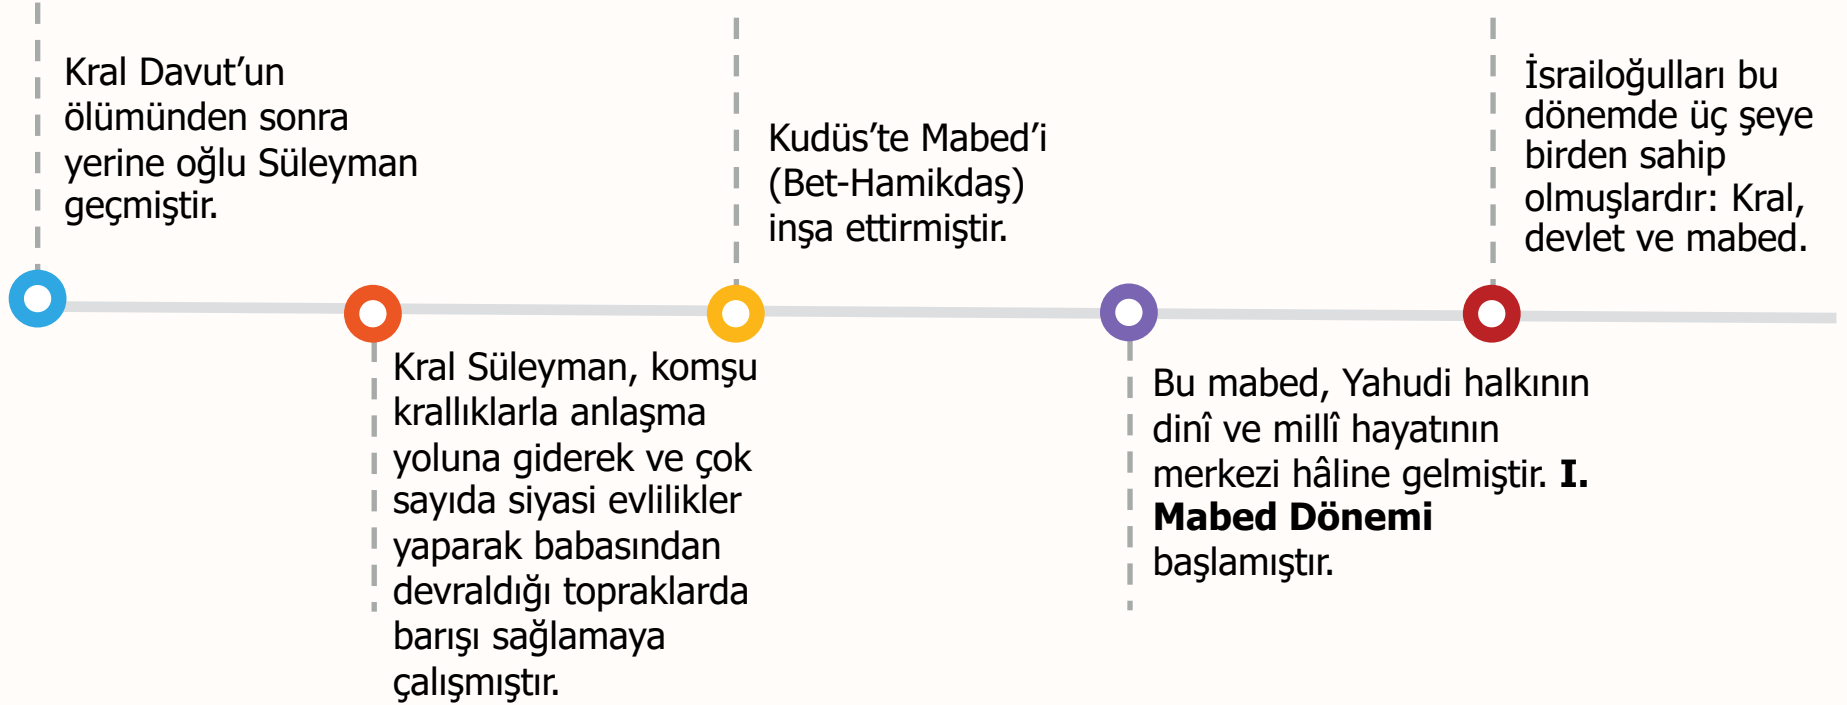 Kral Davut’un
ölümünden sonra
yerine oğlu Süleyman
geçmiştir.
Kral Süleyman, komşu
krallıklarla anlaşma
yoluna giderek ve çok
sayıda siyasi evlilikler
yaparak babasından
devraldığı topraklarda
barışı sağlamaya
çalışmıştır.
Kudüs’te Mabed’i
(Bet-Hamikdaş)
inşa ettirmiştir.
Bu mabed, Yahudi halkının
dinî ve millî hayatının
merkezi hâline gelmiştir. I.
Mabed Dönemi
başlamıştır.
İsrailoğulları bu
dönemde üç şeye
birden sahip
olmuşlardır: Kral,
devlet ve mabed.